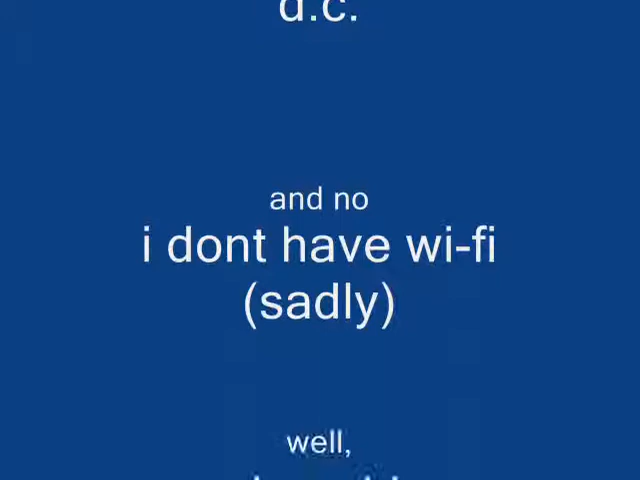 d.c.
and no
i dont have wi-fi
(sadly)
well,